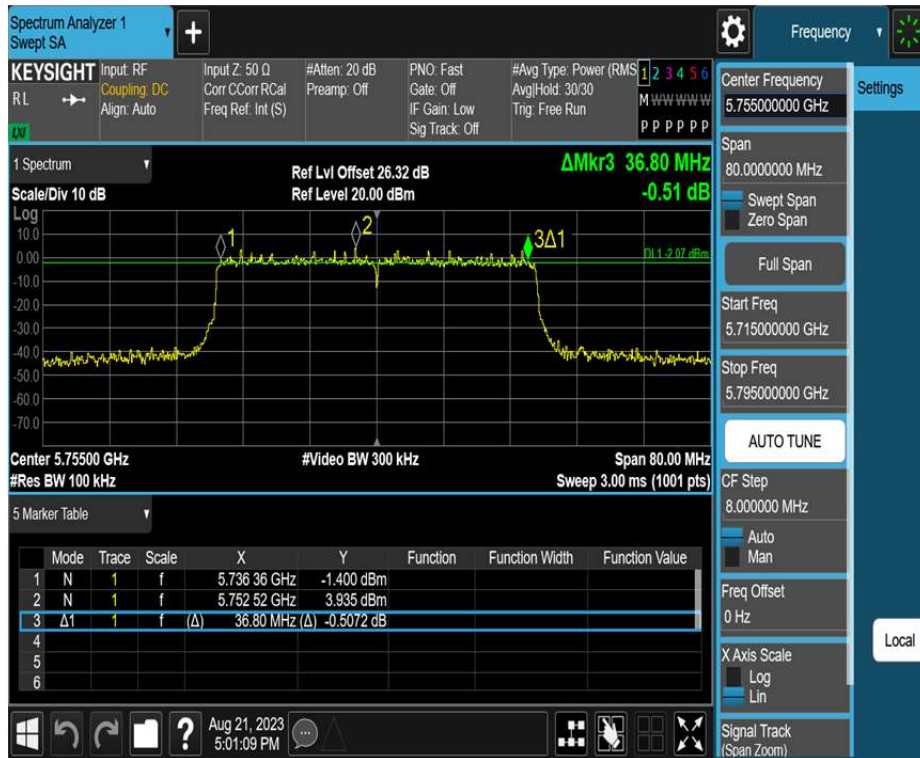 Spectrum Analyzer 1
Swept SA
+
Frequency
KEYSIGHT
RL
LXI
Input: RF
Coupling: DC
Align: Auto
Input Z: 50 Ω
Corr CCorr RCal
Freq Ref: Int (S)
#Atten: 20 dB
Preamp: Off
PNO: Fast
Gate: Off
IF Gain: Low
Sig Track: Off
#Avg Type: Power (RMS
Avg|Hold: 30/30
Trig: Free Run
1 2 3 4 5 6
M W W W W W
P P P P P P
Center Frequency
5.755000000 GHz
Settings
Span
80.0000000 MHz
Swept Span
Zero Span
Full Span
Start Freq
5.715000000 GHz
Stop Freq
5.795000000 GHz
AUTO TUNE
CF Step
8.000000 MHz
Auto
Man
Freq Offset
0 Hz
X Axis Scale
Log
Lin
Signal Track
(Span Zoom)
Local
1 Spectrum
Scale/Div 10 dB
Ref Lvl Offset 26.32 dB
Ref Level 20.00 dBm
ΔMkr3 36.80 MHz
-0.51 dB
Log
10.0
0.00
-10.0
-20.0
-30.0
-40.0
-50.0
-60.0
-70.0
1
2
3Δ1
DL1 -2.07 dBm
Center 5.75500 GHz
#Video BW 300 kHz
Span 80.00 MHz
#Res BW 100 kHz
Sweep 3.00 ms (1001 pts)
5 Marker Table
Mode Trace Scale X Y Function Function Width Function Value
1 N 1 f 5.736 36 GHz -1.400 dBm
2 N 1 f 5.752 52 GHz 3.935 dBm
3 Δ1 1 f (Δ) 36.80 MHz (Δ) -0.5072 dB
4
5
6
?
Aug 21, 2023
5:01:09 PM